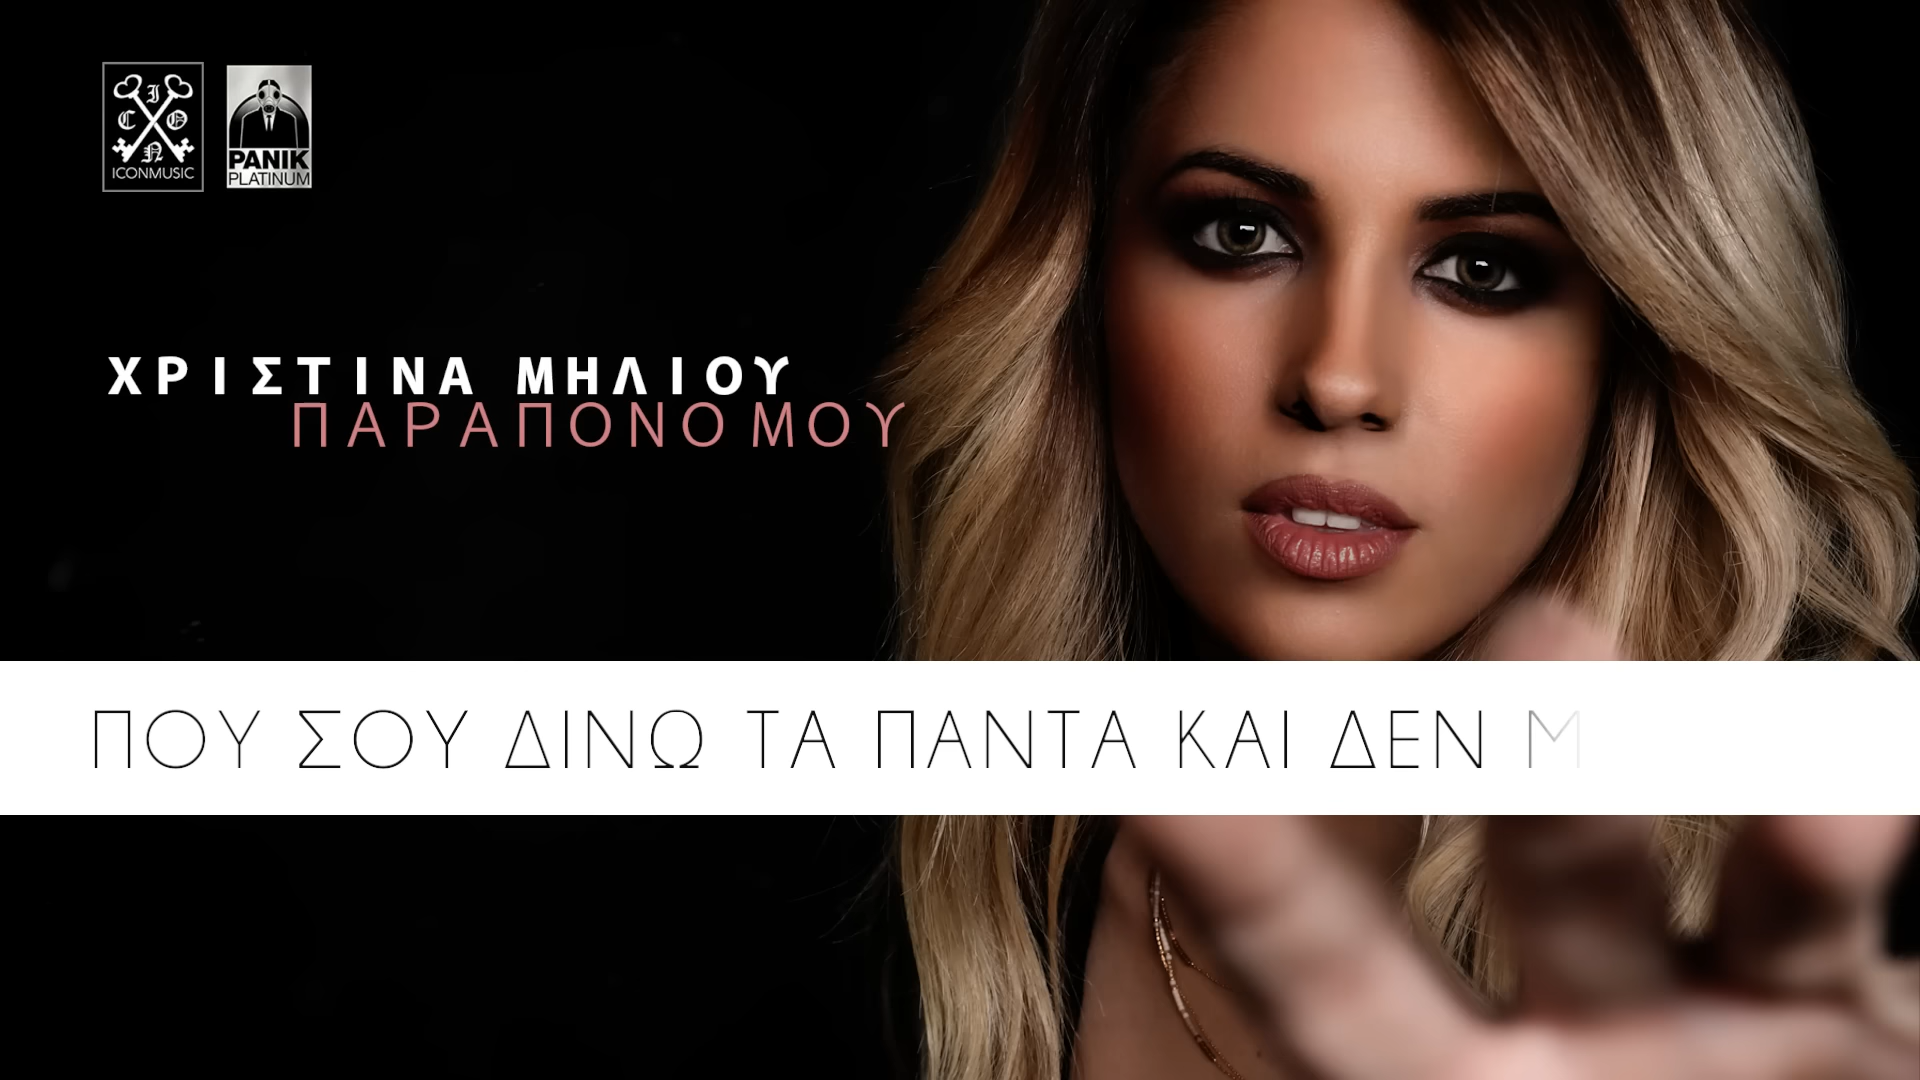 I
C O
N
ICONMUSIC
PANIK
PLATINUM
ΧΡΙΣΤΙΝΑ ΜΗΛΙΟΥ
ΠΑΡΑΠΟΝΟ ΜΟΥ
ΠΟΥ ΣΟΥ ΔΙΝΩ ΤΑ ΠΑΝΤΑ ΚΑΙ ΔΕΝ Μ